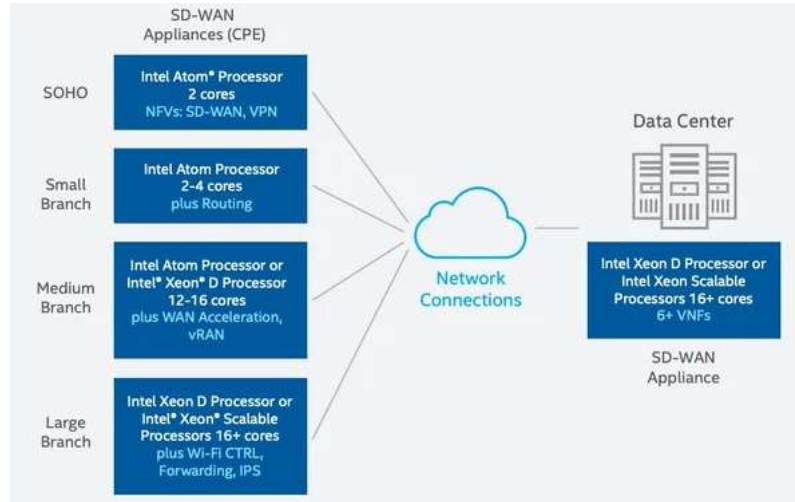 SD-WAN
Appliances (CPE)
SOHO
Intel Atom® Processor
2 cores
NFVs: SD-WAN, VPN
Small
Branch
Intel Atom Processor
2-4 cores
plus Routing
Medium
Branch
Intel Atom Processor or
Intel® Xeon® D Processor
12-16 cores
plus WAN Acceleration,
vRAN
Large
Branch
Intel Xeon D Processor or
Intel® Xeon® Scalable
Processors 16+ cores
plus Wi-Fi CTRL,
Forwarding, IPS
Network
Connections
Data Center
Intel Xeon D Processor or
Intel Xeon Scalable
Processors 16+ cores
6+ VNFs
SD-WAN
Appliance